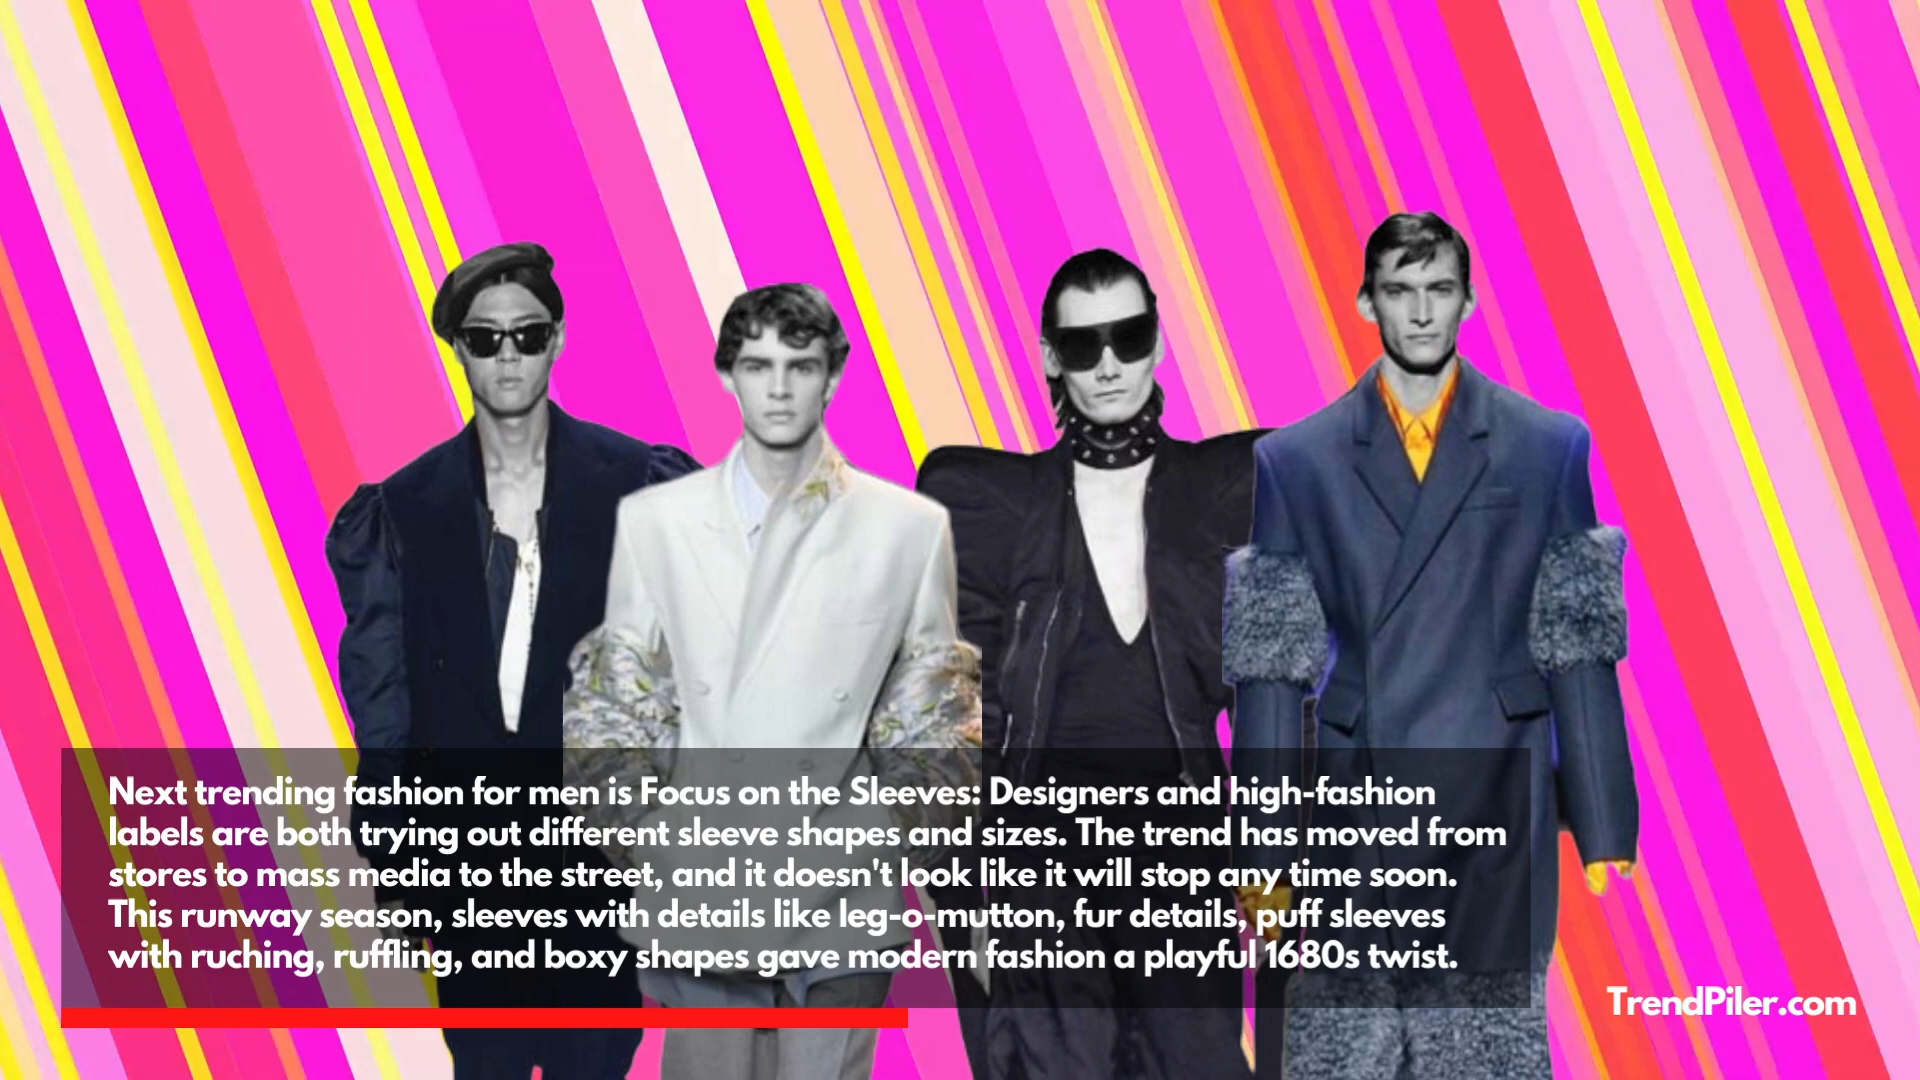 Next trending fashion for men is Focus on the Sleeves: Designers and high-fashion
labels are both trying out different sleeve shapes and sizes. The trend has moved from
stores to mass media to the street, and it doesn't look like it will stop any time soon.
This runway season, sleeves with details like leg-o-mutton, fur details, puff sleeves
with ruching, ruffling, and boxy shapes gave modern fashion a playful 1680s twist.
TrendPiler.com